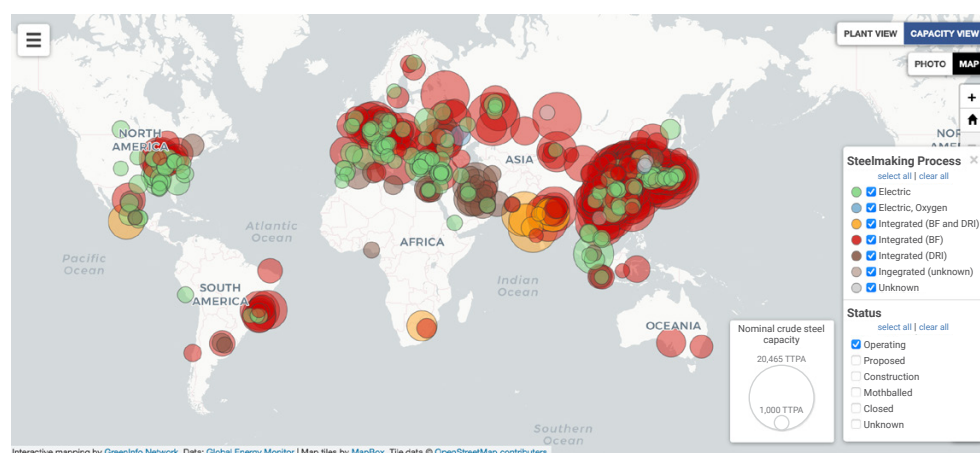 PLANT VIEW CAPACITY VIEW
PHOTO MAP
+
NORTH
AMERICA
NOR
ASIA
Steelmaking Process ×
select all | clear all
Electric
Electric, Oxygen
Integrated (BF and DRI)
Integrated (BF)
Integrated (DRI)
Ingegrated (unknown)
Unknown
Atlantic
Ocean
AFRICA
Pacific
Ocean
Indian
Ocean
SOUTH
AMERICA
OCEANIA
Status
select all | clear all
Operating
Proposed
Construction
Mothballed
Closed
Unknown
Nominal crude steel
capacity
20,465 TTPA
1,000 TTPA
Southern
Ocean
Interactive mapping by GreenInfo Network. Data: Global Energy Monitor | Map tiles by MapBox. Tile data © OpenStreetMap contributers